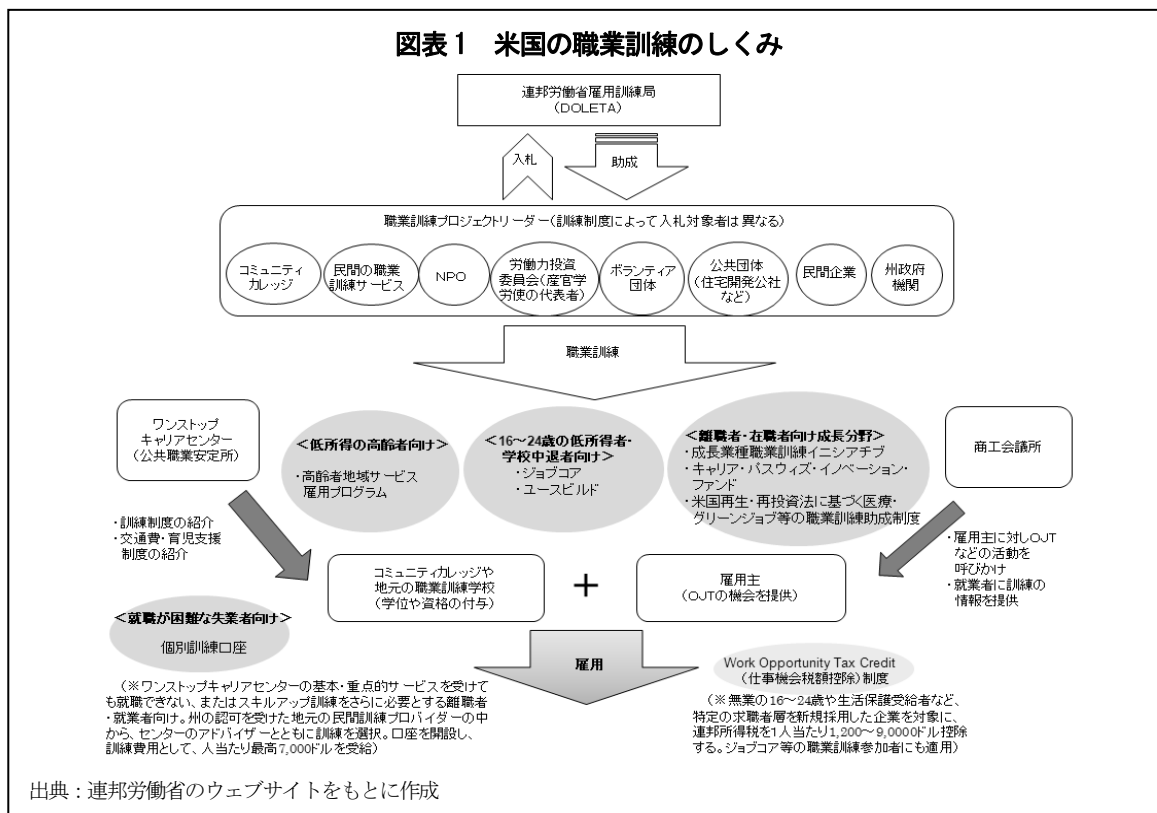 図表1　米国の職業訓練のしくみ
連邦労働省雇用訓練局
（DOLETA）
入札
助成
職業訓練プロジェクトリーダー（訓練制度によって入札対象者は異なる）
コミュニティ
カレッジ
民間の職業
訓練サービス
NPO
労働力投資
委員会（産官学
労使の代表者）
ボランティア
団体
公共団体
（住宅開発公社
など）
民間企業
州政府
機関
職業訓練
ワンストップ
キャリアセンター
（公共職業安定所）
＜低所得の高齢者向け＞
・高齢者地域サービス
雇用プログラム
＜16～24歳の低所得者・
学校中退者向け＞
・ジョブコア
・ユースビルド
＜離職者・在職者向け成長分野＞
・成長業種職業訓練イニシアチブ
・キャリア・パスウィズ・イノベーション・
ファンド
・米国再生・再投資法に基づく医療・
グリーンジョブ等の職業訓練助成制度
商工会議所
・訓練制度の紹介
・交通費・育児支援
制度の紹介
・雇用主に対しOJT
などの活動を
呼びかけ
・就業者に訓練の
情報を提供
コミュニティカレッジや
地元の職業訓練学校
（学位や資格の付与）
＋
雇用主
（OJTの機会を提供）
＜就職が困難な失業者向け＞
個別訓練口座
雇用
Work Opportunity Tax Credit
（仕事機会税額控除）制度
（※ワンストップキャリアセンターの基本・重点的サービスを受けて
も就職できない、またはスキルアップ訓練をさらに必要とする離職者
・就業者向け。州の認可を受けた地元の民間訓練プロバイダーの中
から、センターのアドバイザーとともに訓練を選択。口座を開設し、
訓練費用として、人当たり最高7,000ドルを受給）
（※無業の16～24歳や生活保護受給者など、
特定の求職者層を新規採用した企業を対象に、
連邦所得税を1人当たり1,200～9,0000ドル控除
する。ジョブコア等の職業訓練参加者にも適用）
出典：連邦労働省のウェブサイトをもとに作成